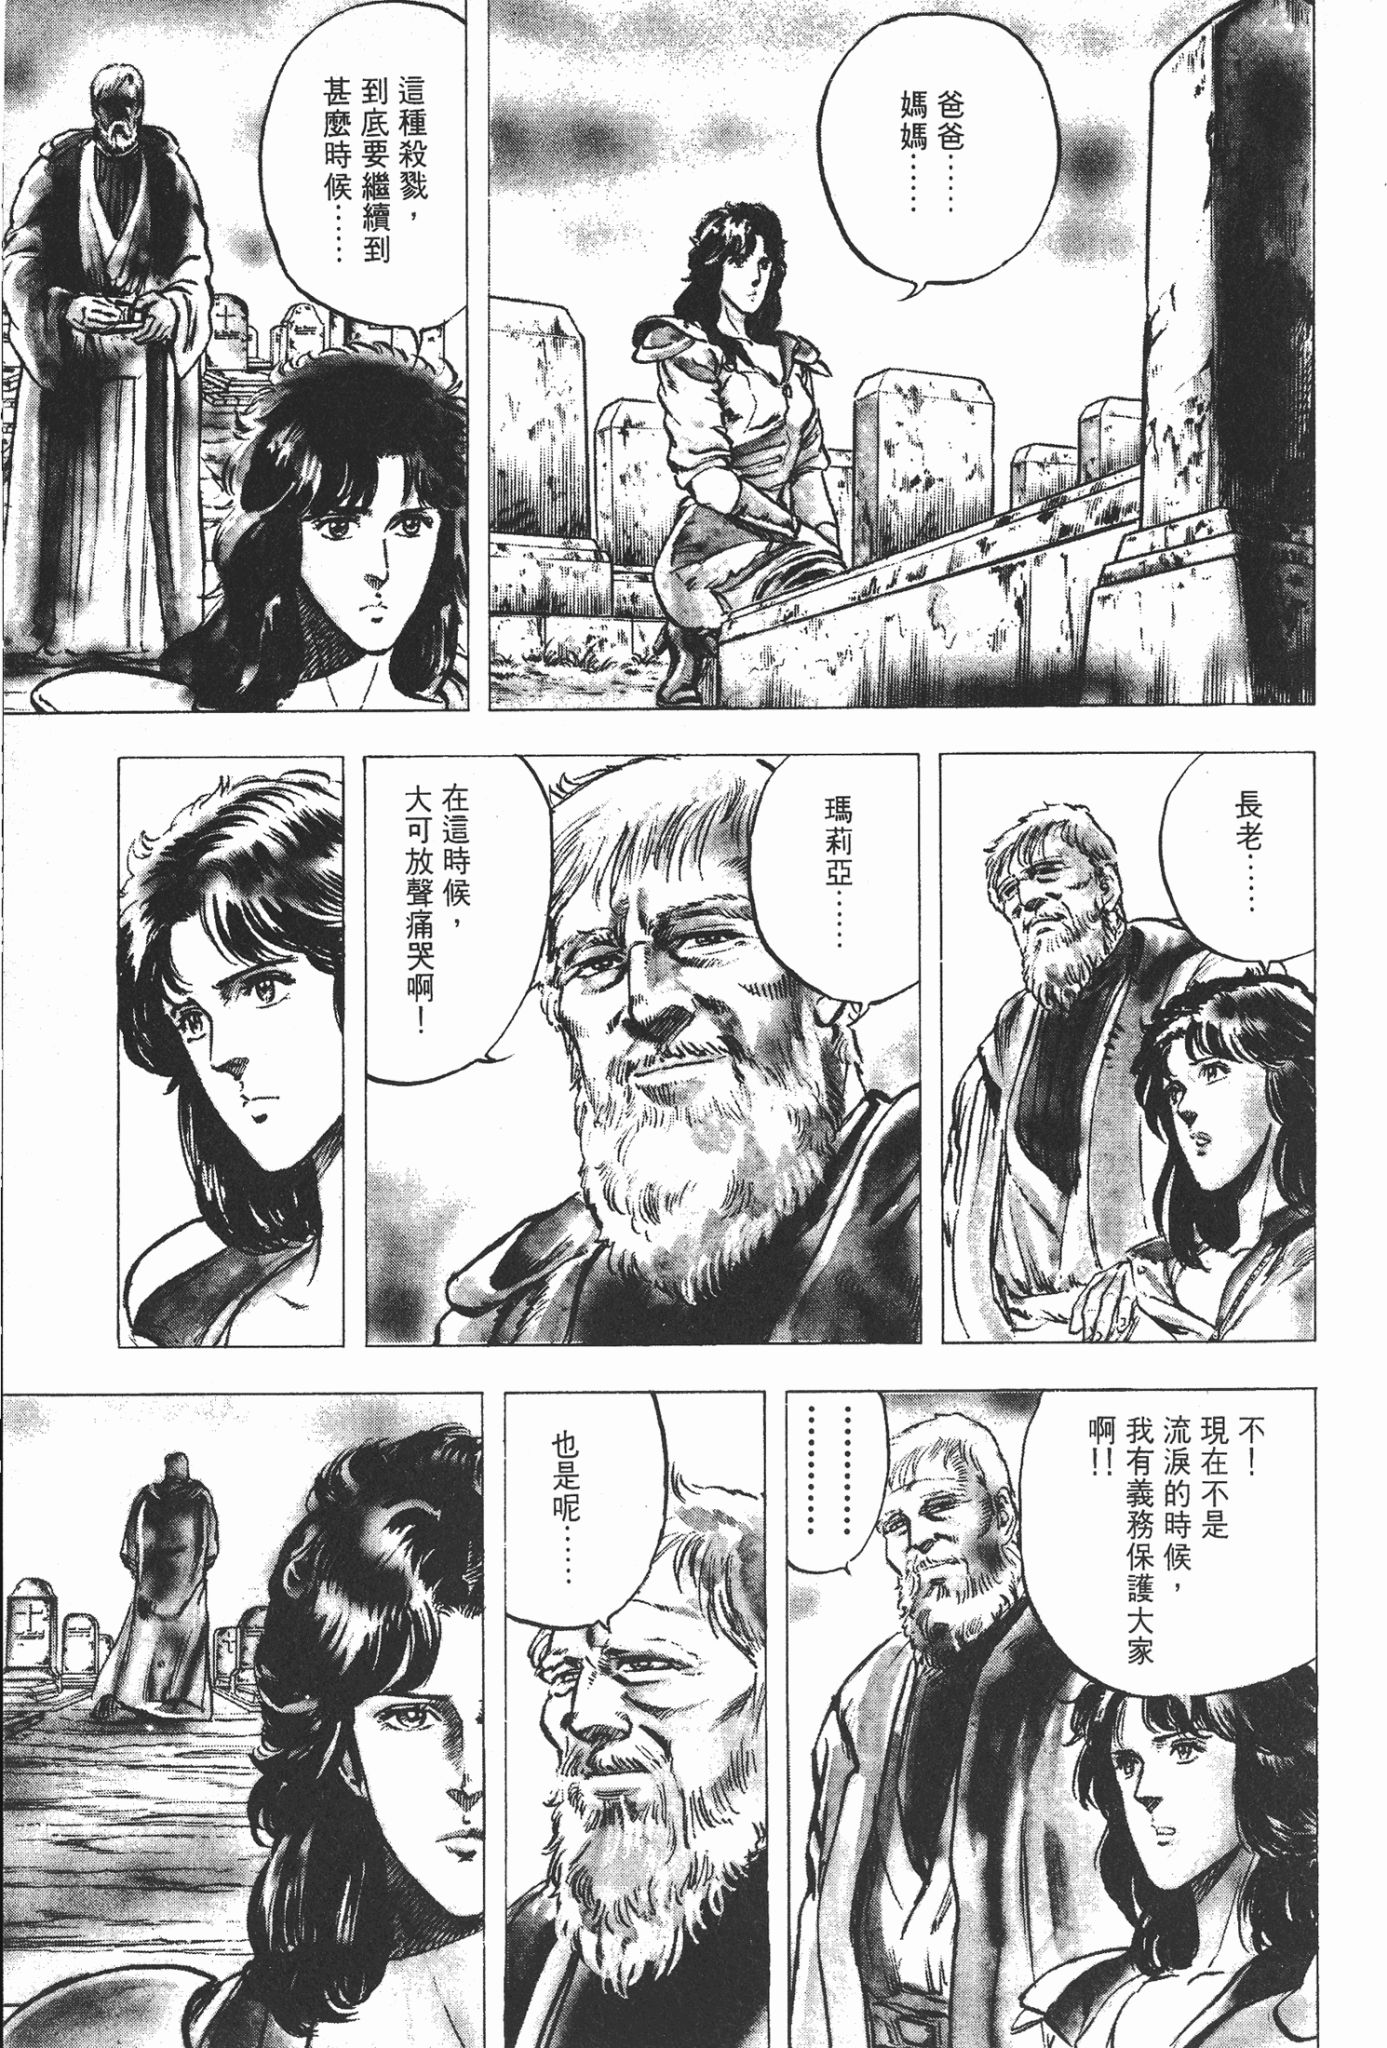 爸爸……
媽媽……
這種殺戮，
到底要繼續到
甚麼時候……
長老……
瑪莉亞……
在這時候，
大可放聲痛哭啊！
不！
現在不是
流淚的時候，
我有義務保護大家
啊!!
…………
…………
也是呢……